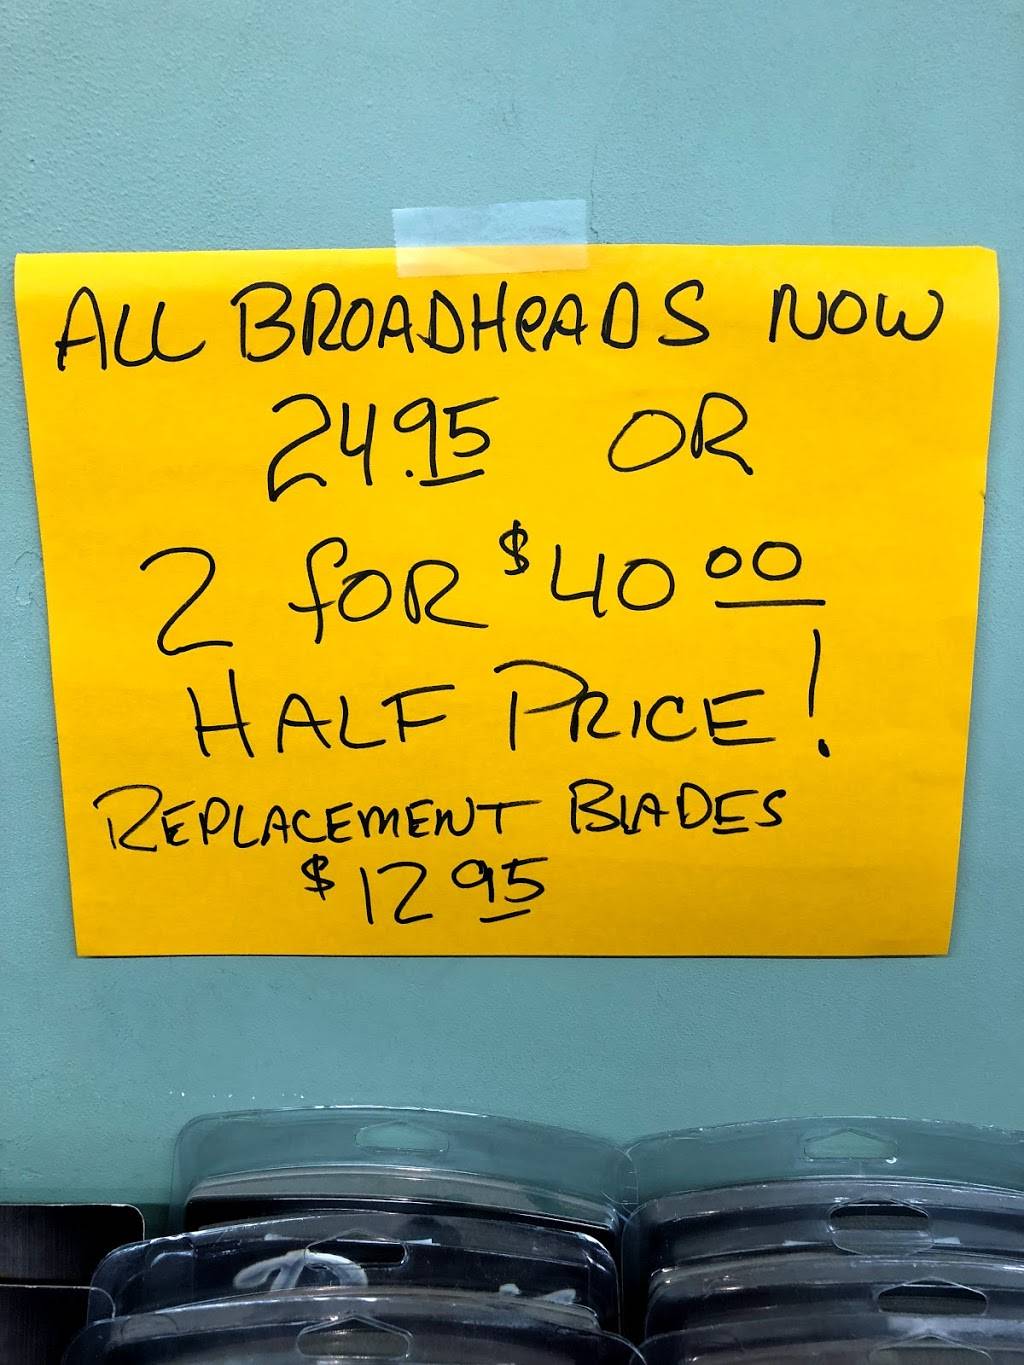 ALL BROADHeADS NOW
24.95 OR
2 foR $40 00
HALF PRICE!
REPLACEMENT BLADES
$12 95